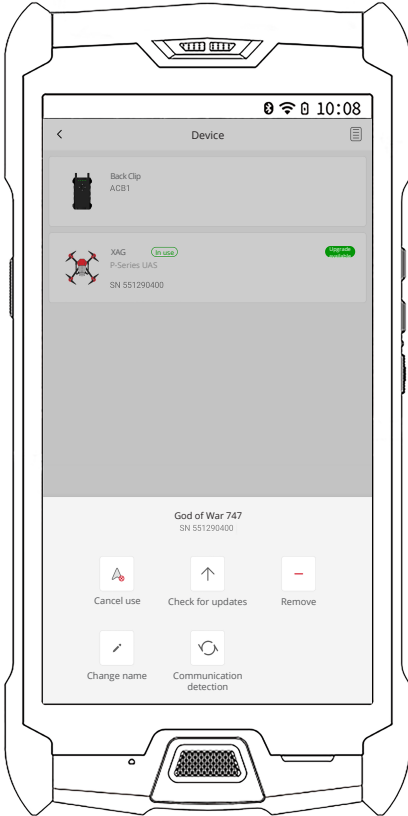 10:08
Device
Back Clip
ACB1
XAG In use Upgrade
P-Series UAS
SN 551290400
God of War 747
SN 551290400
Cancel use Check for updates Remove
Change name Communication
detection